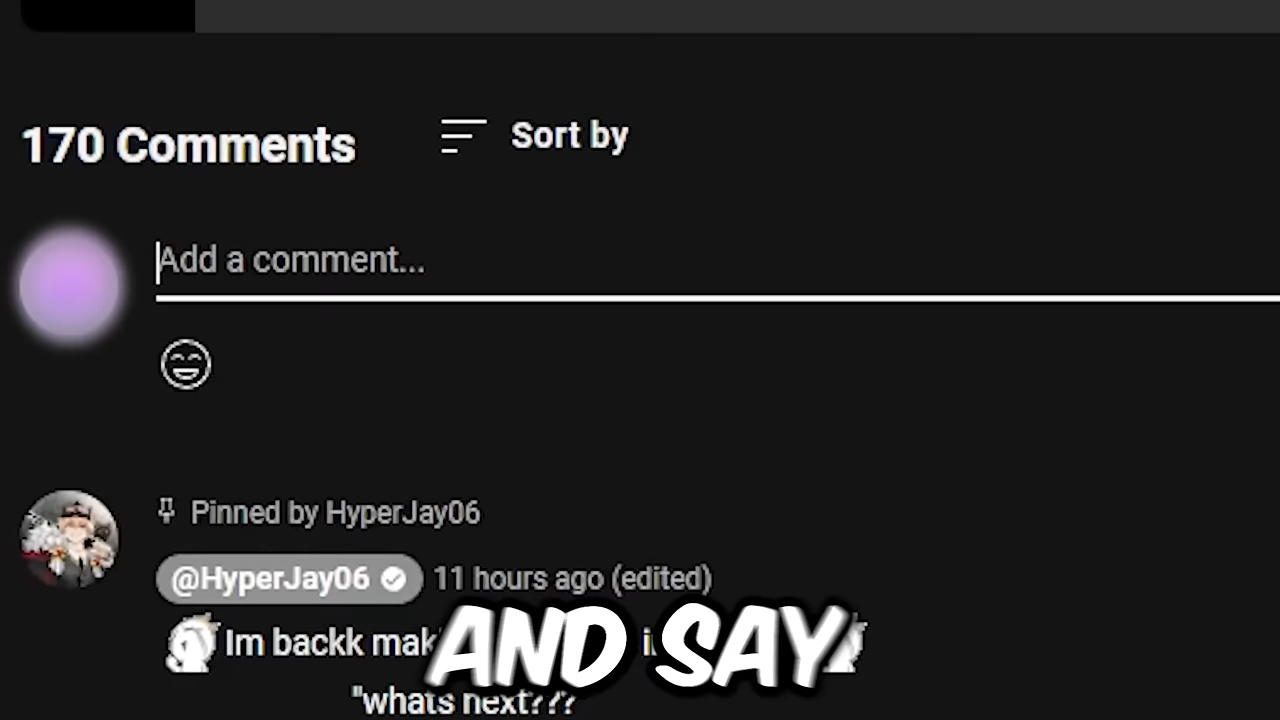 170 Comments
Sort by
Add a comment...
Pinned by HyperJay06
@HyperJay06 11 hours ago (edited)
Im backk
AND SAY
"whats next???